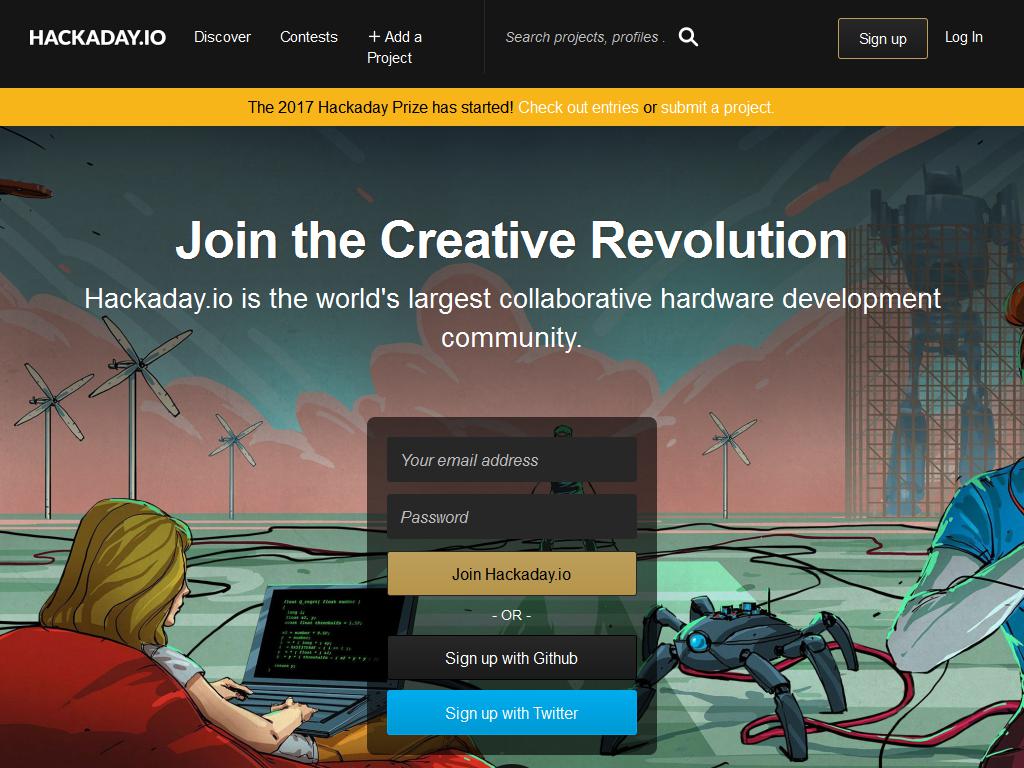 HACKADAY.IO
Discover
Contests
+ Add a
Project
Search projects, profiles .
Sign up
Log In
The 2017 Hackaday Prize has started! Check out entries or submit a project.
Join the Creative Revolution
Hackaday.io is the world's largest collaborative hardware development
community.
Your email address
Password
Join Hackaday.io
- OR -
Sign up with Github
Sign up with Twitter